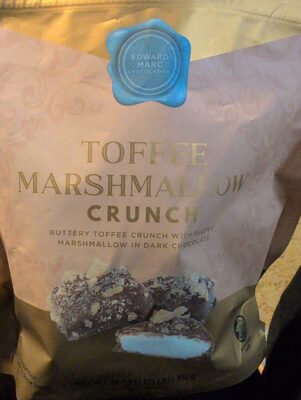 EDWARD
MARC
CHOCOLATIER
TOFFEE
MARSHMALLOW
CRUNCH
BUTTERY TOFFEE CRUNCH WITH FLUFFY
MARSHMALLOW IN DARK CHOCOLATE